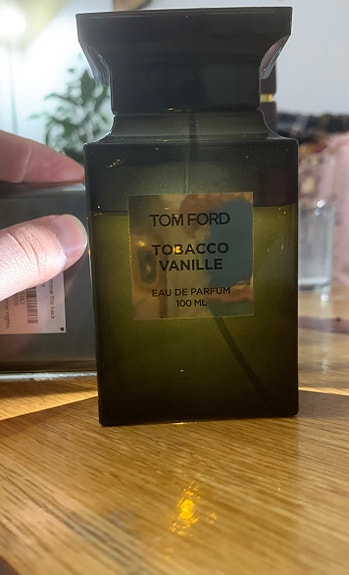 TOM FORD
TOBACCO
VANILLE
EAU DE PARFUM
100 ML